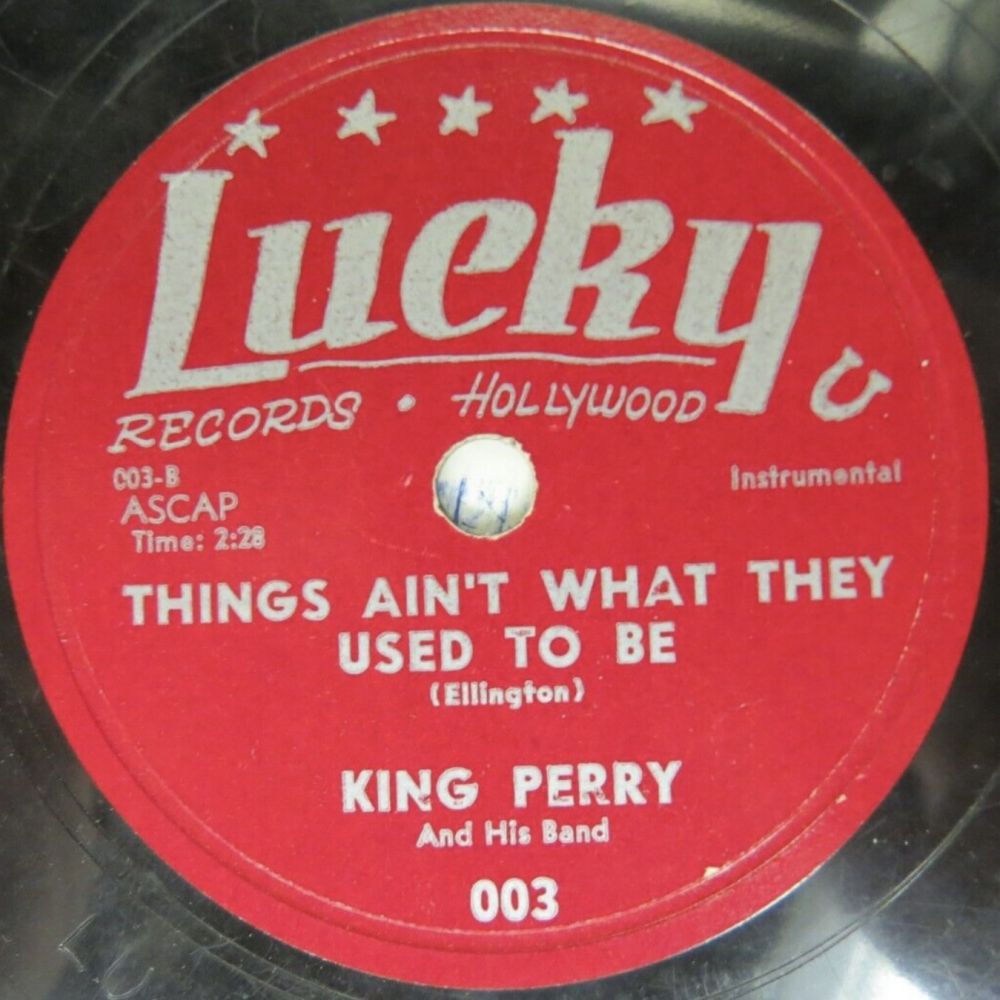 Lucky
RECORDS • HOLLYWOOD
003-B
Instrumental
ASCAP
Time: 2:28
THINGS AIN'T WHAT THEY
USED TO BE
(Ellington)
KING PERRY
And His Band
003